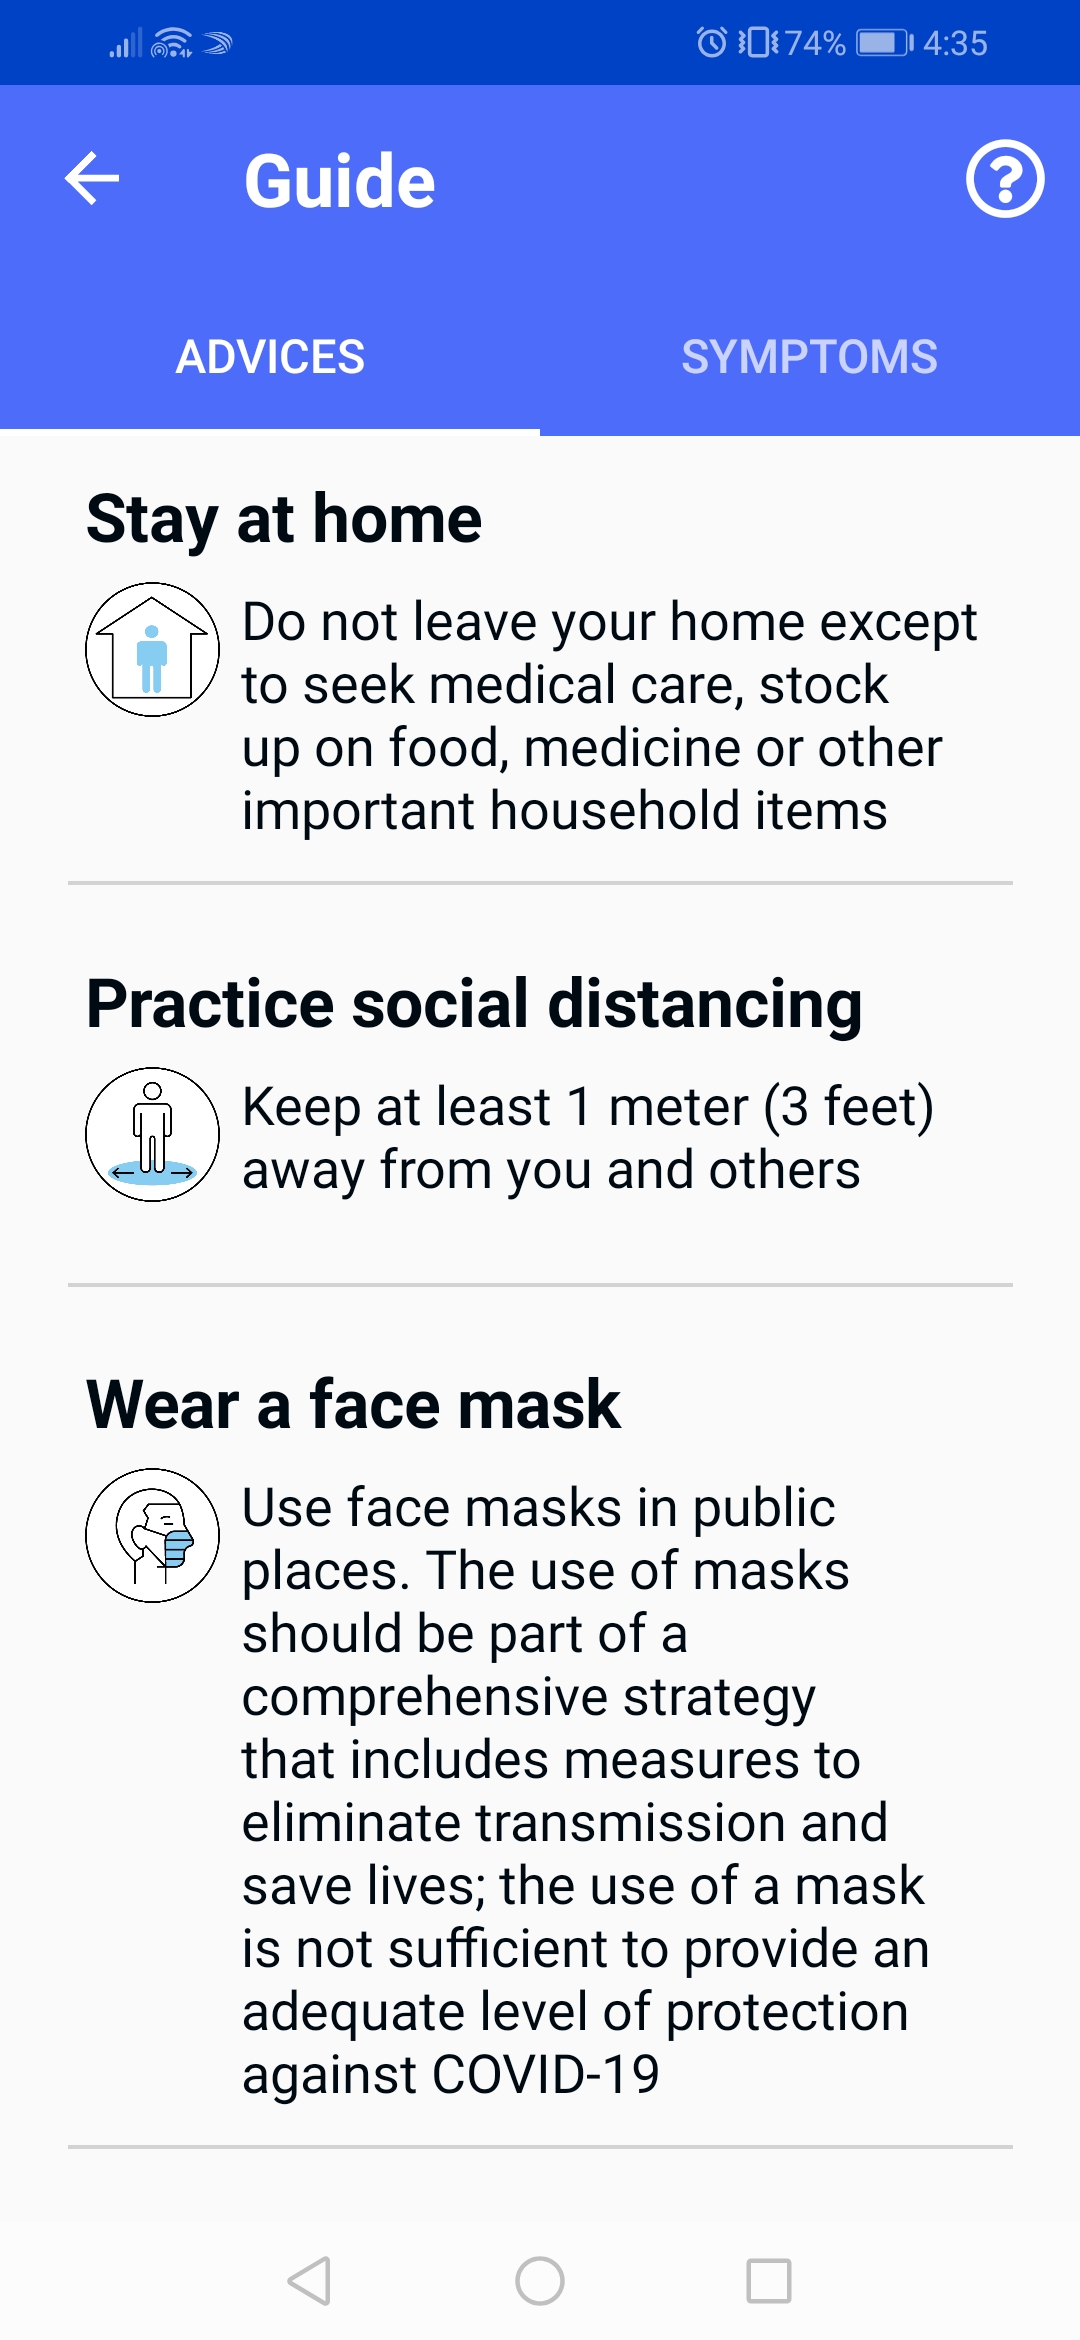 74% 4:35
Guide
ADVICES SYMPTOMS
Stay at home
Do not leave your home except
to seek medical care, stock
up on food, medicine or other
important household items
Practice social distancing
Keep at least 1 meter (3 feet)
away from you and others
Wear a face mask
Use face masks in public
places. The use of masks
should be part of a
comprehensive strategy
that includes measures to
eliminate transmission and
save lives; the use of a mask
is not sufficient to provide an
adequate level of protection
against COVID-19